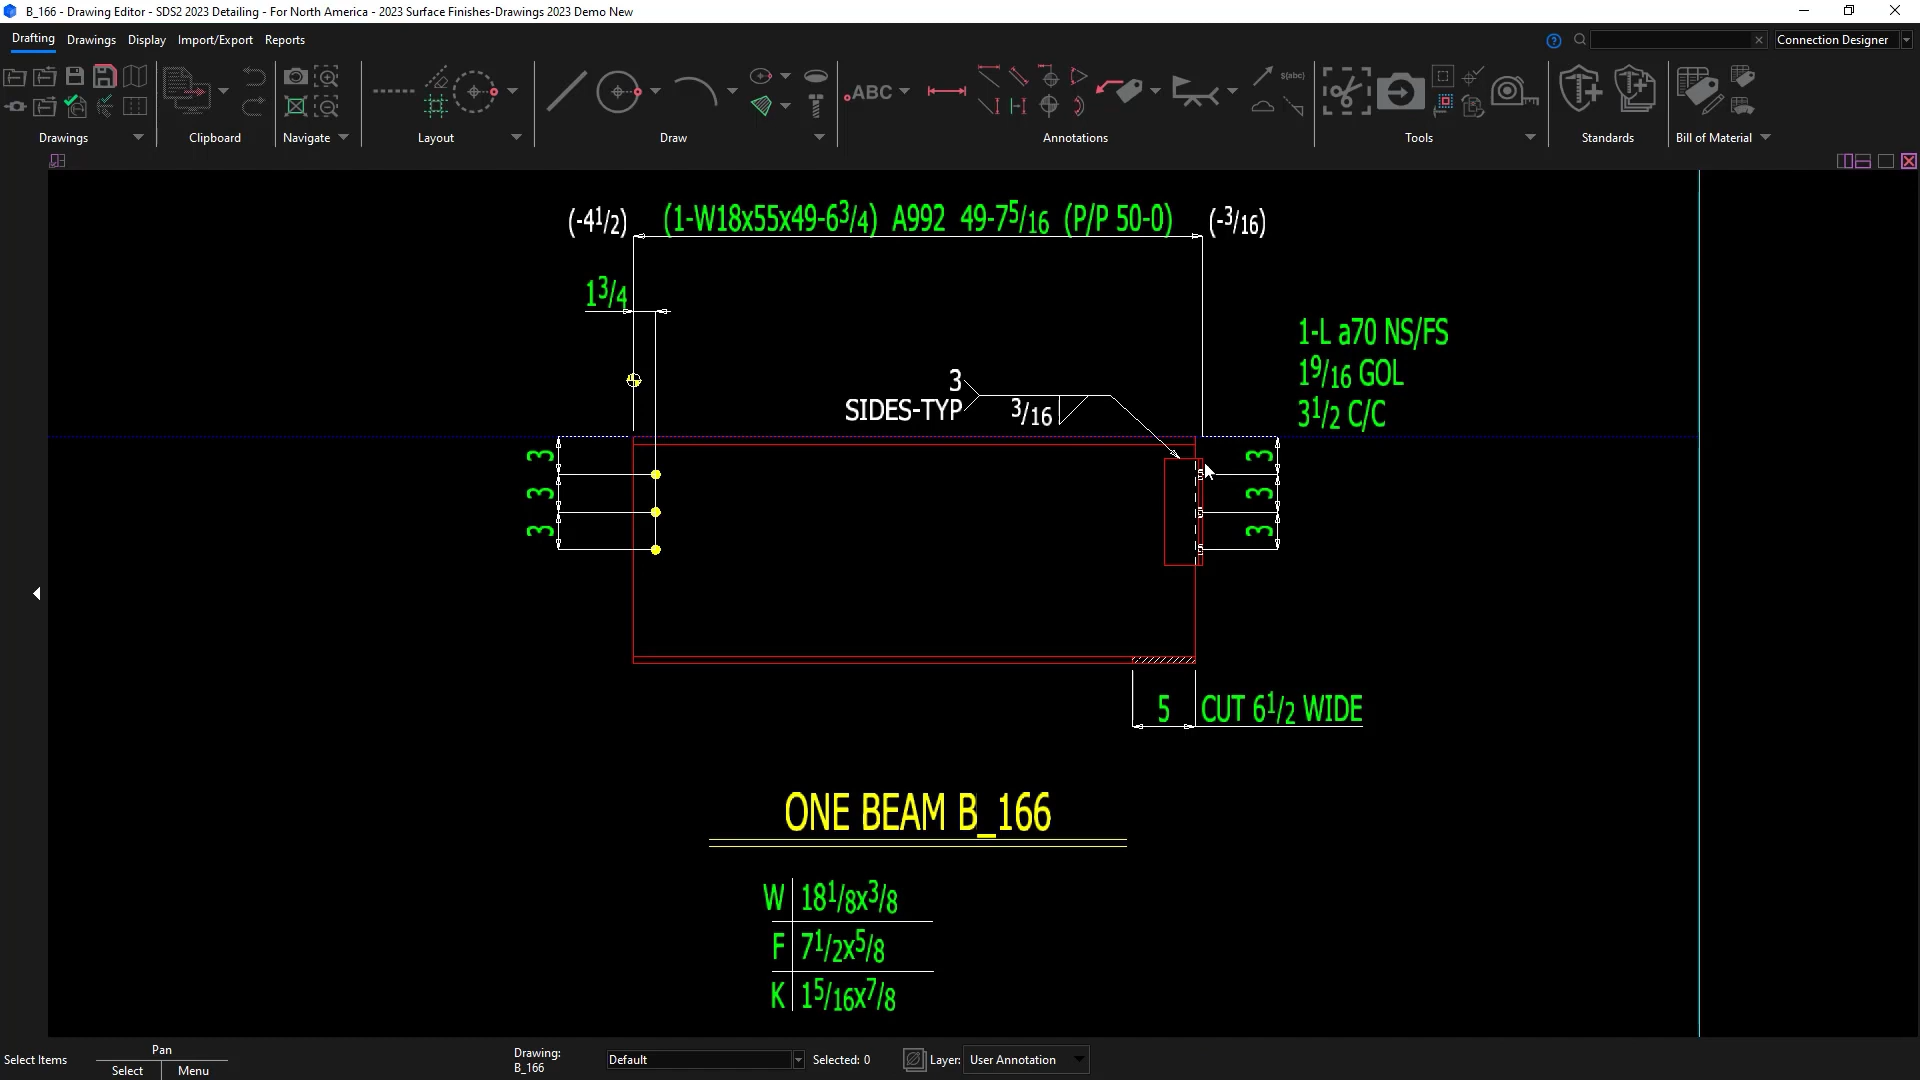 B_166 - Drawing Editor - SDS2 2023 Detailing - For North America - 2023 Surface Finishes-Drawings 2023 Demo New
Drafting Drawings Display Import/Export Reports
? Connection Designer
ABC ${abc}
Drawings Clipboard Navigate Layout Draw Annotations Tools Standards Bill of Material
(-4 1/2) (1-W18x55x49-6 3/4) A992 49-7 5/16 (P/P 50-0) (-3/16)
1 3/4
1-L a70 NS/FS
1 9/16 GOL
3 1/2 C/C
3
SIDES-TYP 3/16
3 3
3 3
3 3
5 CUT 6 1/2 WIDE
ONE BEAM B_166
W 18 1/8x3/8
F 7 1/2x5/8
K 1 5/16x7/8
Select Items
Pan
Select Menu
Drawing:
B_166
Default
Selected: 0
Layer: User Annotation